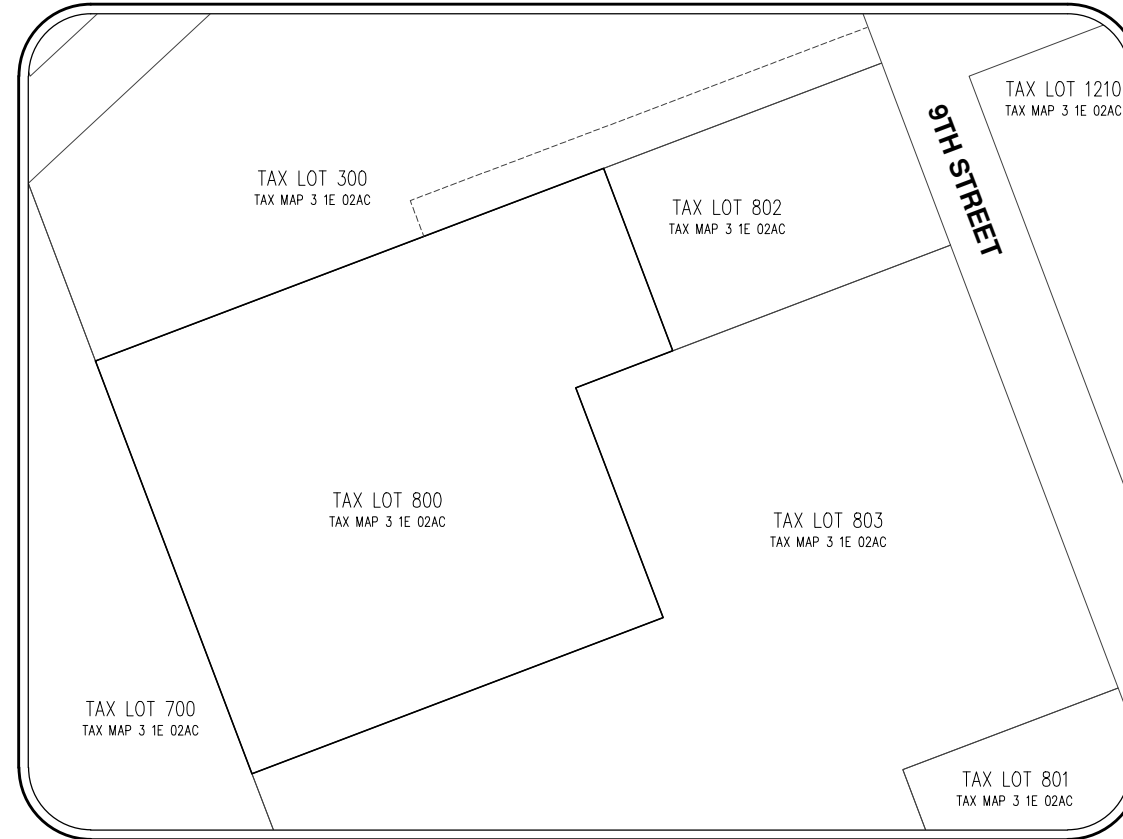 TAX LOT 1210
TAX MAP 3 1E 02AC
9TH STREET
TAX LOT 300
TAX MAP 3 1E 02AC
TAX LOT 802
TAX MAP 3 1E 02AC
TAX LOT 800
TAX MAP 3 1E 02AC
TAX LOT 803
TAX MAP 3 1E 02AC
TAX LOT 700
TAX MAP 3 1E 02AC
TAX LOT 801
TAX MAP 3 1E 02AC